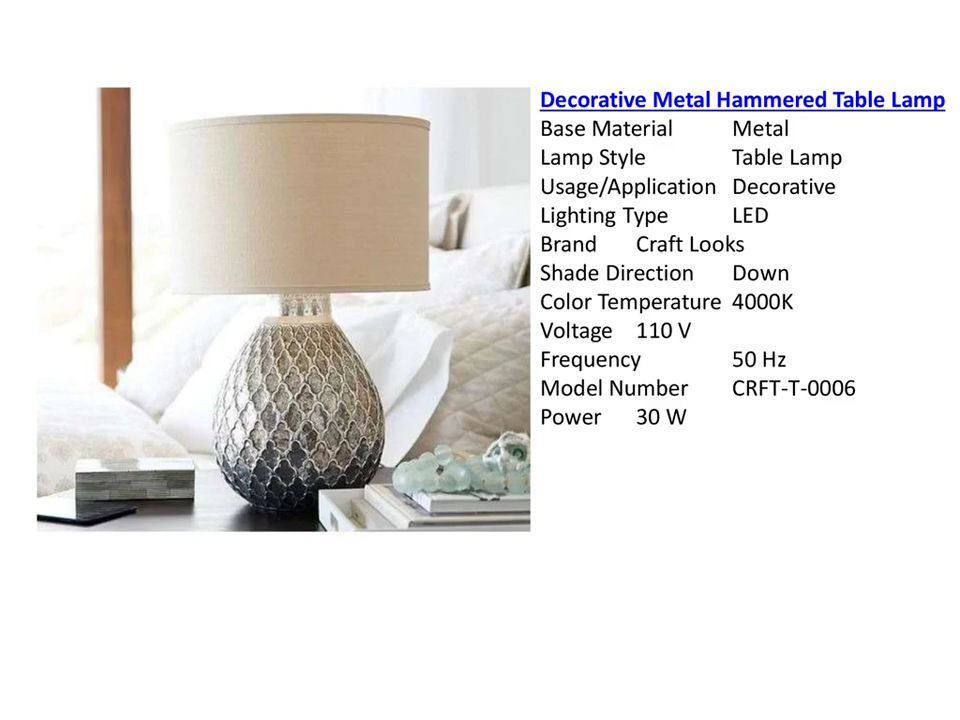 Decorative Metal Hammered Table Lamp
Base Material Metal
Lamp Style Table Lamp
Usage/Application Decorative
Lighting Type LED
Brand Craft Looks
Shade Direction Down
Color Temperature 4000K
Voltage 110 V
Frequency 50 Hz
Model Number CRFT-T-0006
Power 30 W